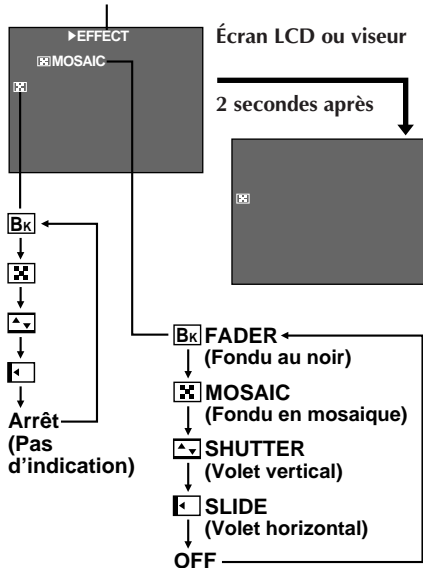 ▶EFFECT
MOSAIC
Écran LCD ou viseur
2 secondes après
BK
Arrêt
(Pas
d'indication)
BK FADER
(Fondu au noir)
MOSAIC
(Fondu en mosaique)
SHUTTER
(Volet vertical)
SLIDE
(Volet horizontal)
OFF